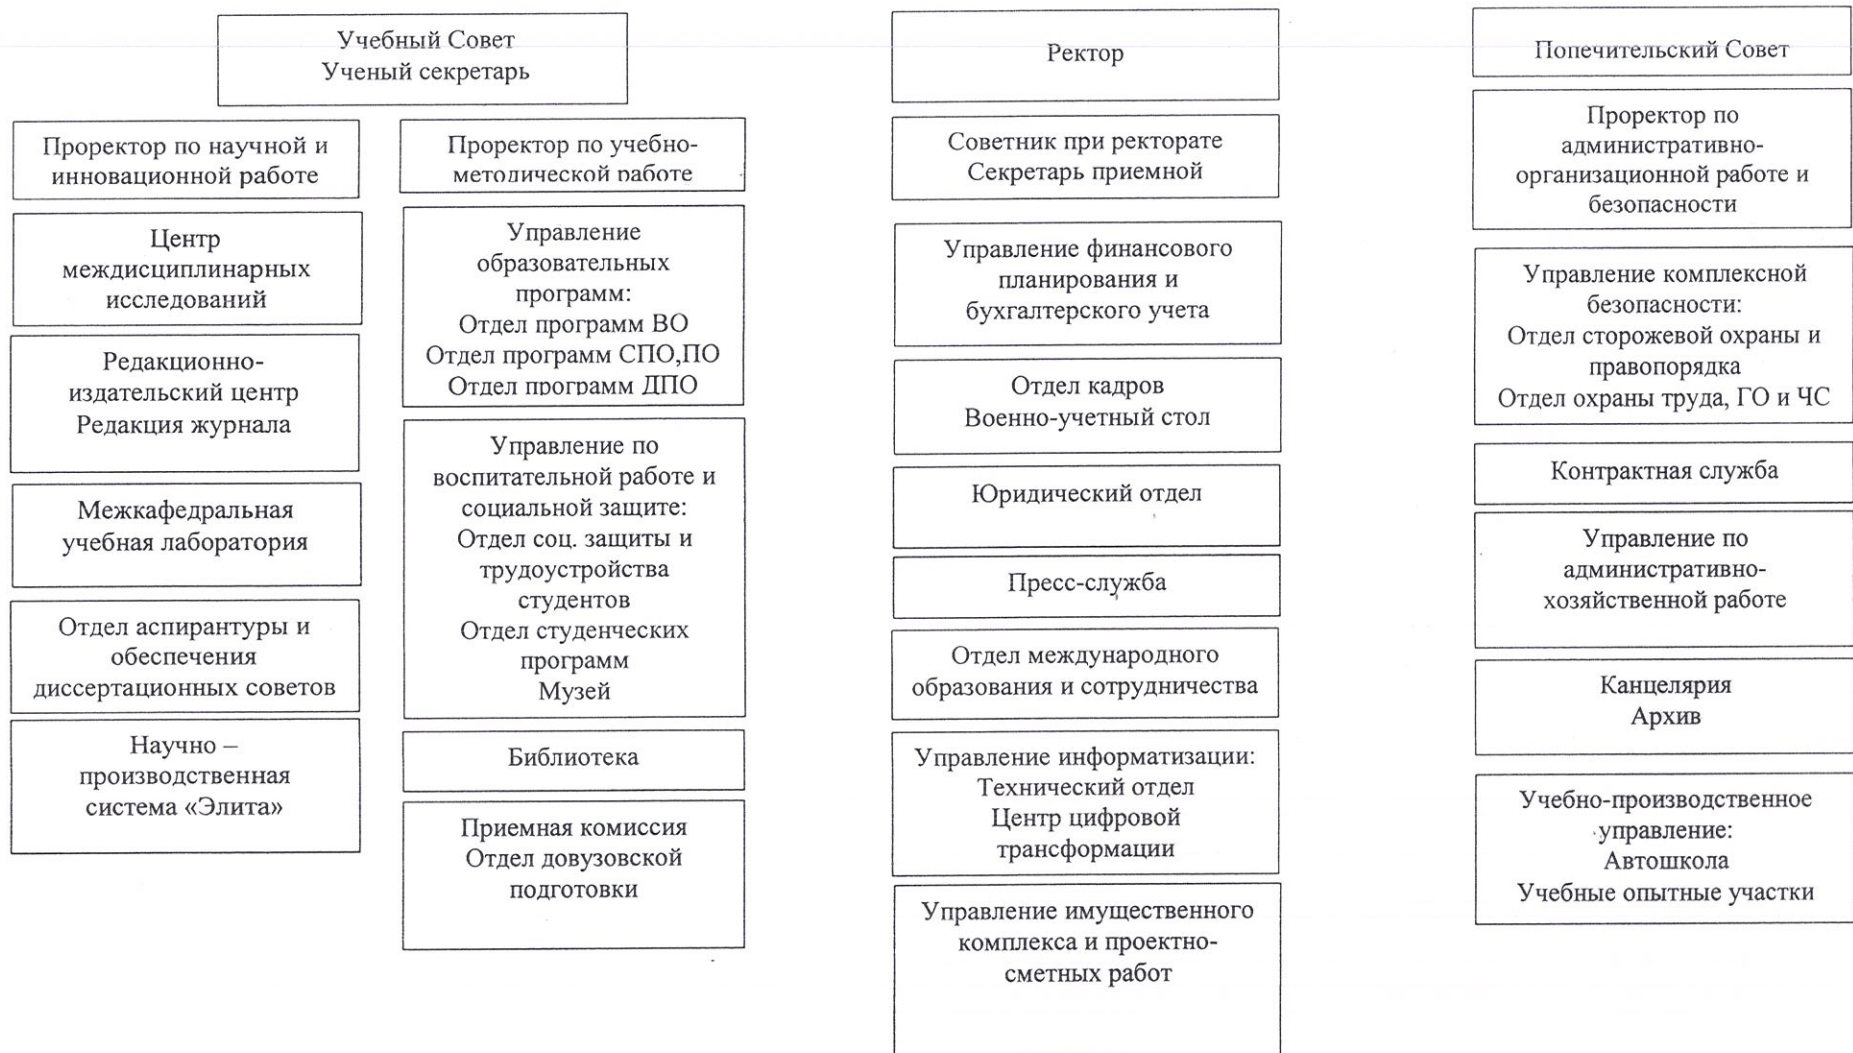 Учебный Совет
Ученый секретарь
Ректор
Попечительский Совет
Проректор по научной и
инновационной работе
Центр
междисциплинарных
исследований
Редакционно-
издательский центр
Редакция журнала
Межкафедральная
учебная лаборатория
Отдел аспирантуры и
обеспечения
диссертационных советов
Научно –
производственная
система «Элита»
Проректор по учебно-
методической работе
Управление
образовательных
программ:
Отдел программ ВО
Отдел программ СПО,ПО
Отдел программ ДПО
Управление по
воспитательной работе и
социальной защите:
Отдел соц. защиты и
трудоустройства
студентов
Отдел студенческих
программ
Музей
Библиотека
Приемная комиссия
Отдел довузовской
подготовки
Советник при ректорате
Секретарь приемной
Управление финансового
планирования и
бухгалтерского учета
Отдел кадров
Военно-учетный стол
Юридический отдел
Пресс-служба
Отдел международного
образования и сотрудничества
Управление информатизации:
Технический отдел
Центр цифровой
трансформации
Управление имущественного
комплекса и проектно-
сметных работ
Проректор по
административно-
организационной работе и
безопасности
Управление комплексной
безопасности:
Отдел сторожевой охраны и
правопорядка
Отдел охраны труда, ГО и ЧС
Контрактная служба
Управление по
административно-
хозяйственной работе
Канцелярия
Архив
Учебно-производственное
управление:
Автошкола
Учебные опытные участки